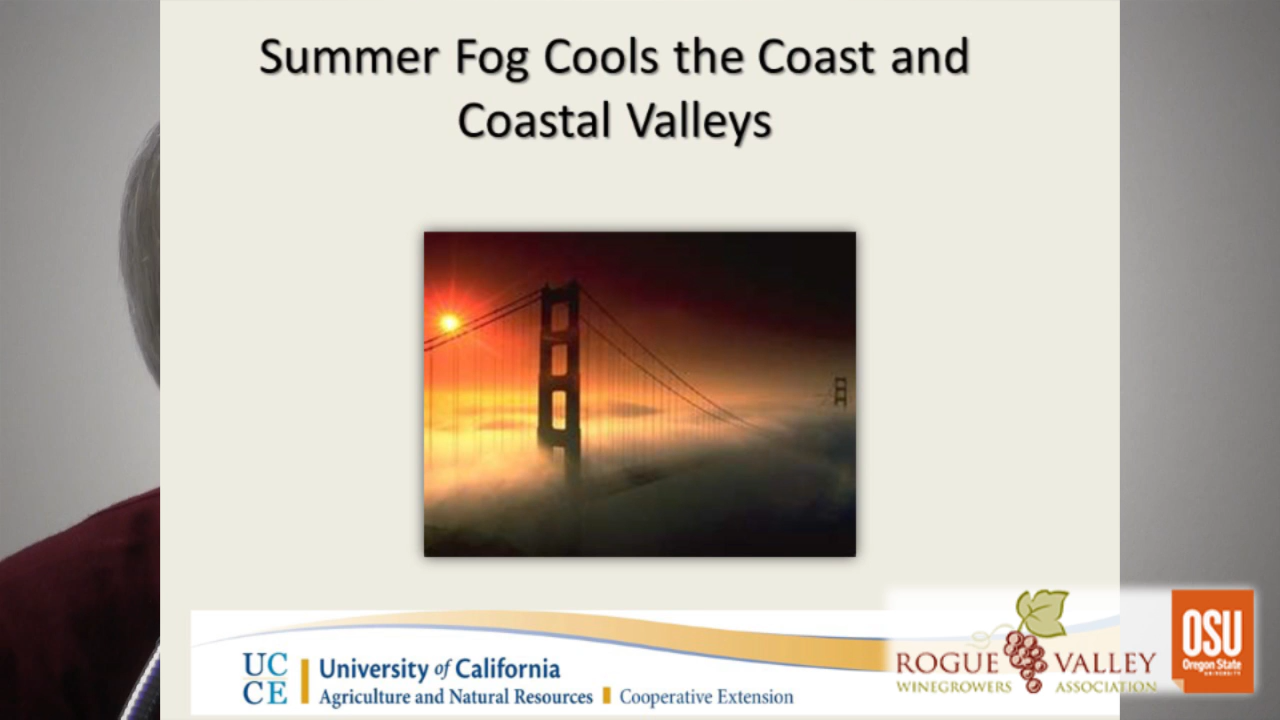 Summer Fog Cools the Coast and
Coastal Valleys
UC
CE
University of California
Agriculture and Natural Resources
Cooperative Extension
ROGUE VALLEY
WINEGROWERS ASSOCIATION
OSU
Oregon State
UNIVERSITY